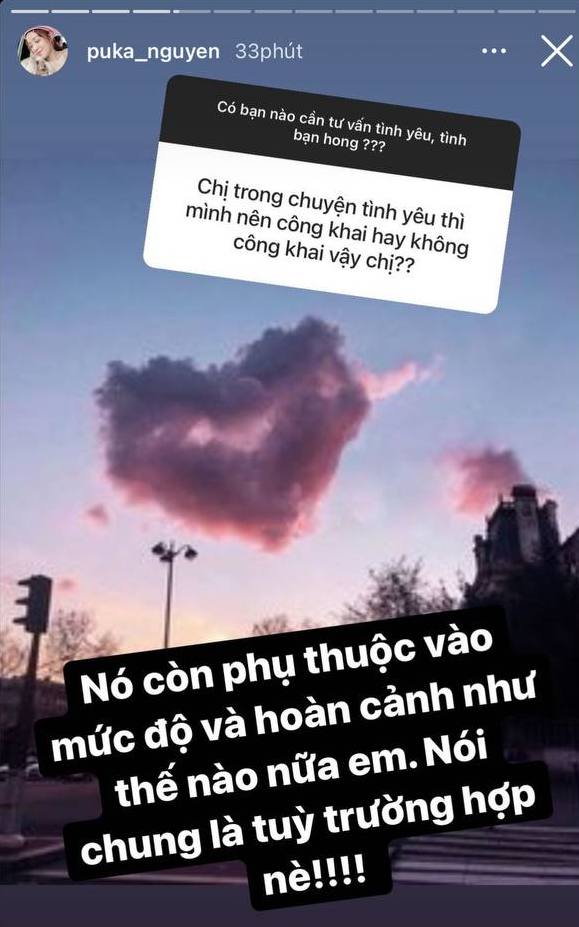 puka_nguyen 33phút
Có bạn nào cần tư vấn tình yêu, tình
bạn hong ???
Chị trong chuyện tình yêu thì
mình nên công khai hay không
công khai vậy chị??
Nó còn phụ thuộc vào
mức độ và hoàn cảnh như
thế nào nữa em. Nói
chung là tuỳ trường hợp
nè!!!!